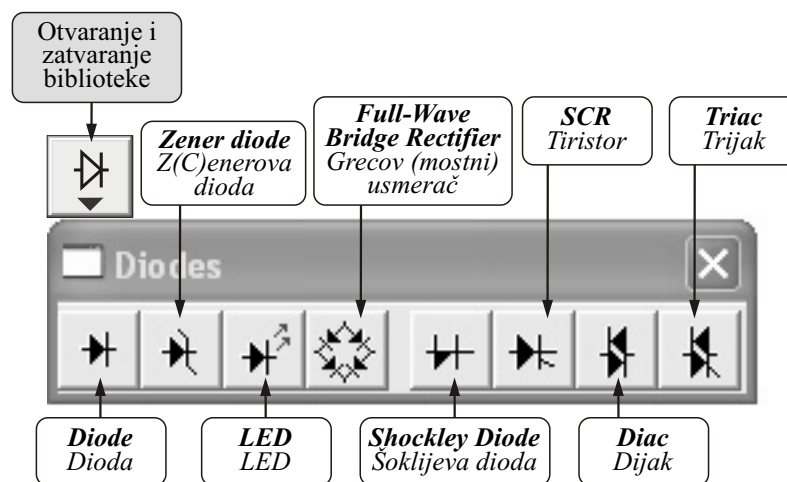 Otvaranje i
zatvaranje
biblioteke
Zener diode
Z(C)enerova
dioda
Full-Wave
Bridge Rectifier
Grecov (mostni)
usmerač
SCR
Tiristor
Triac
Trijak
Diodes
Diode
Dioda
LED
LED
Shockley Diode
Šoklijeva dioda
Diac
Dijak